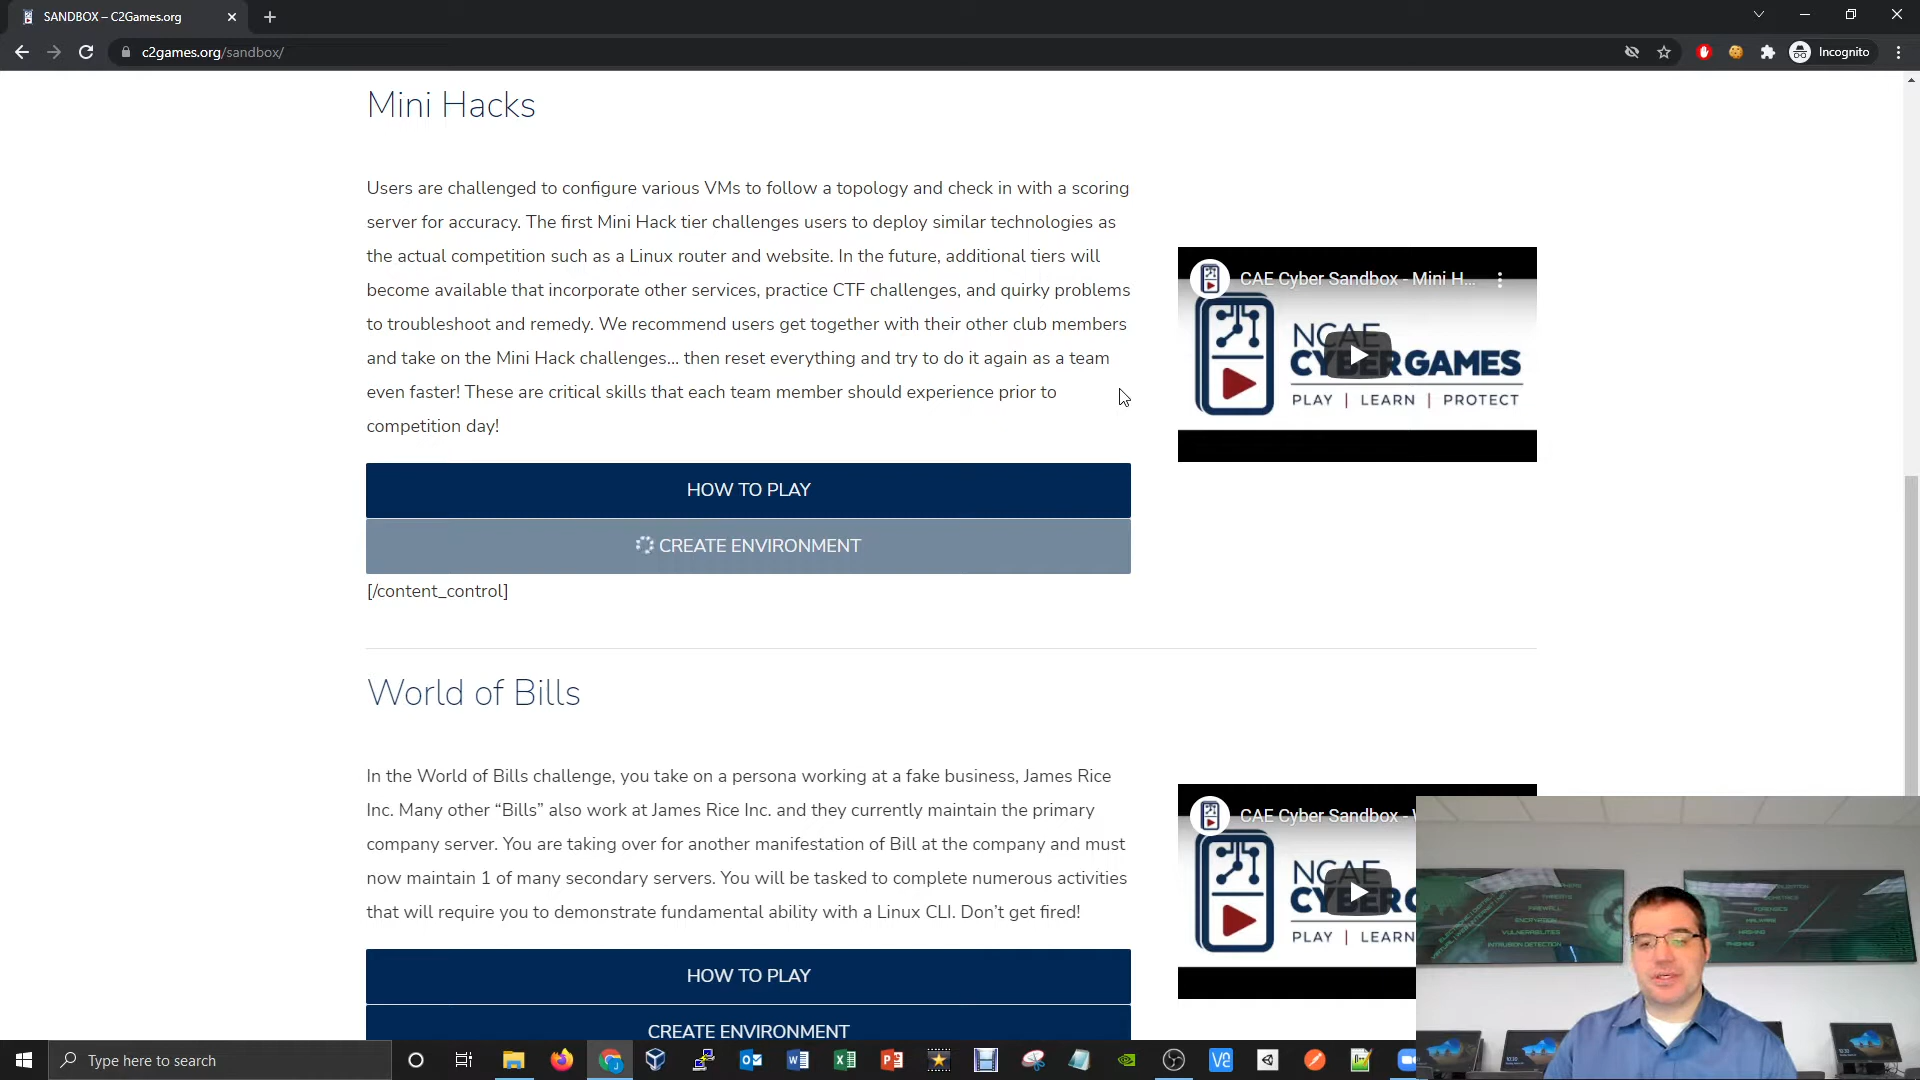 SANDBOX – C2Games.org
c2games.org/sandbox/
Incognito
Mini Hacks
Users are challenged to configure various VMs to follow a topology and check in with a scoring
server for accuracy. The first Mini Hack tier challenges users to deploy similar technologies as
the actual competition such as a Linux router and website. In the future, additional tiers will
become available that incorporate other services, practice CTF challenges, and quirky problems
to troubleshoot and remedy. We recommend users get together with their other club members
and take on the Mini Hack challenges... then reset everything and try to do it again as a team
even faster! These are critical skills that each team member should experience prior to
competition day!
CAE Cyber Sandbox - Mini H...
NCAE
CYBERGAMES
PLAY | LEARN | PROTECT
HOW TO PLAY
CREATE ENVIRONMENT
[/content_control]
World of Bills
In the World of Bills challenge, you take on a persona working at a fake business, James Rice
Inc. Many other “Bills” also work at James Rice Inc. and they currently maintain the primary
company server. You are taking over for another manifestation of Bill at the company and must
now maintain 1 of many secondary servers. You will be tasked to complete numerous activities
that will require you to demonstrate fundamental ability with a Linux CLI. Don’t get fired!
CAE Cyber Sandbox -
NCAE
PLAY | LEARN
HOW TO PLAY
CREATE ENVIRONMENT
FIREWALL
ENCRYPTION
VULNERABILITIES
INTRUSION DETECTION
FORENSICS
MALWARE
HASHING
PHISHING
Type here to search